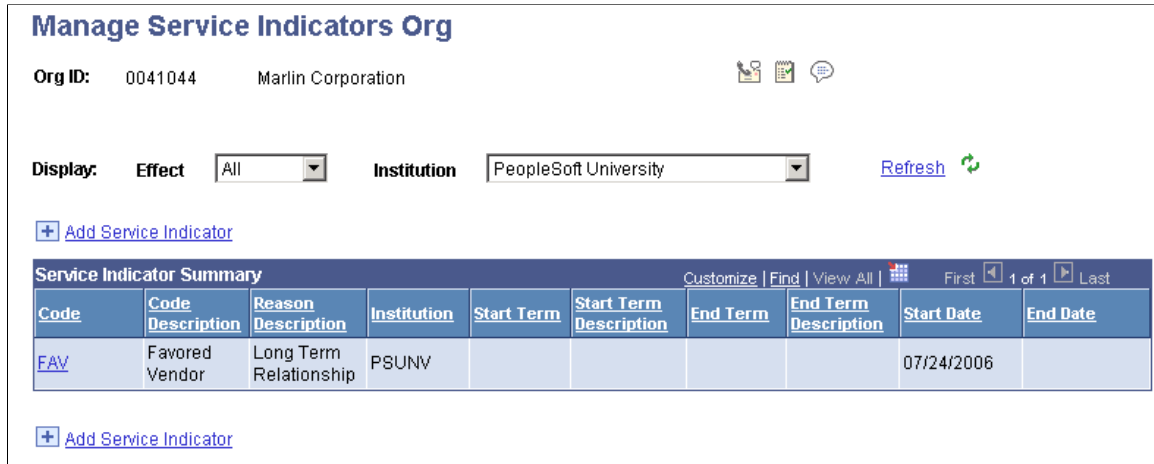 Manage Service Indicators Org
Org ID: 0041044 Marlin Corporation
Display: Effect All Institution PeopleSoft University Refresh
Add Service Indicator
Service Indicator Summary Customize | Find | View All | First 1 of 1 Last
Code Code Description Reason Description Institution Start Term Start Term Description End Term End Term Description Start Date End Date
FAV Favored Vendor Long Term Relationship PSUNV 07/24/2006
Add Service Indicator